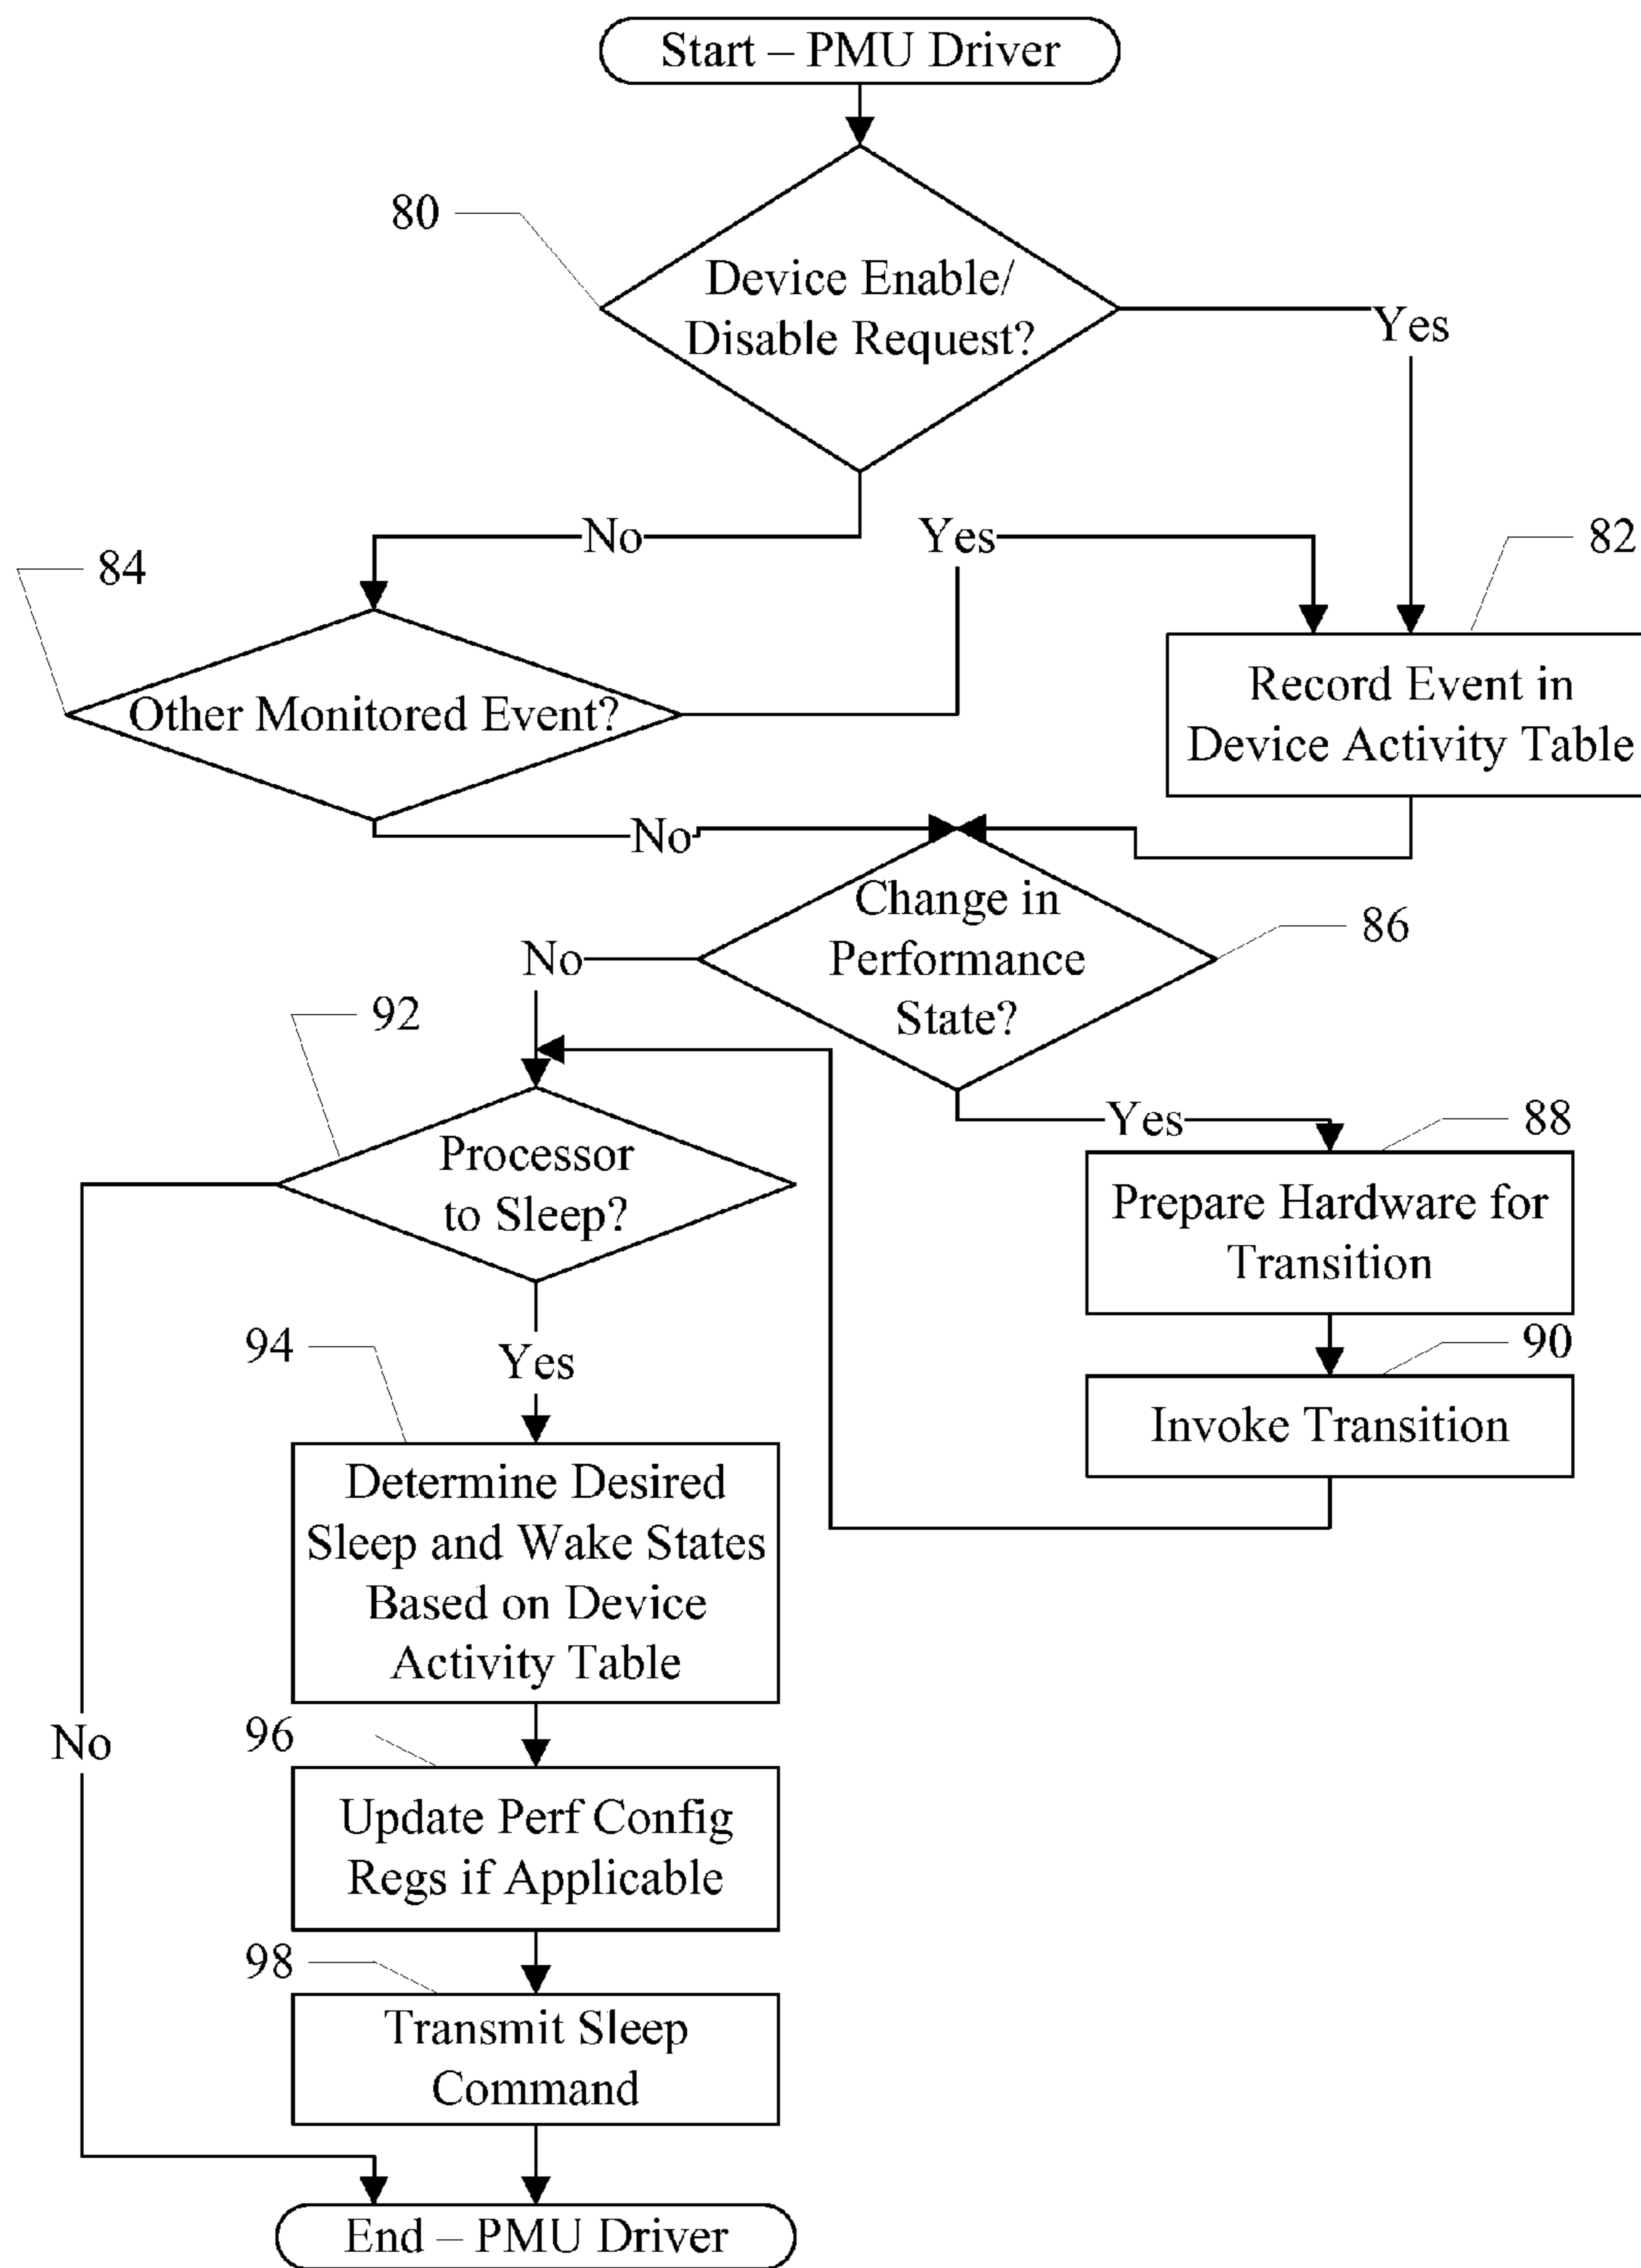 Start – PMU Driver
80
Device Enable/
Disable Request?
Yes
No
Yes
82
84
Record Event in
Device Activity Table
Other Monitored Event?
No
Change in
Performance
State?
86
No
92
Yes
88
Processor
to Sleep?
Prepare Hardware for
Transition
94
Yes
90
Invoke Transition
Determine Desired
Sleep and Wake States
Based on Device
Activity Table
No
96
Update Perf Config
Regs if Applicable
98
Transmit Sleep
Command
End – PMU Driver